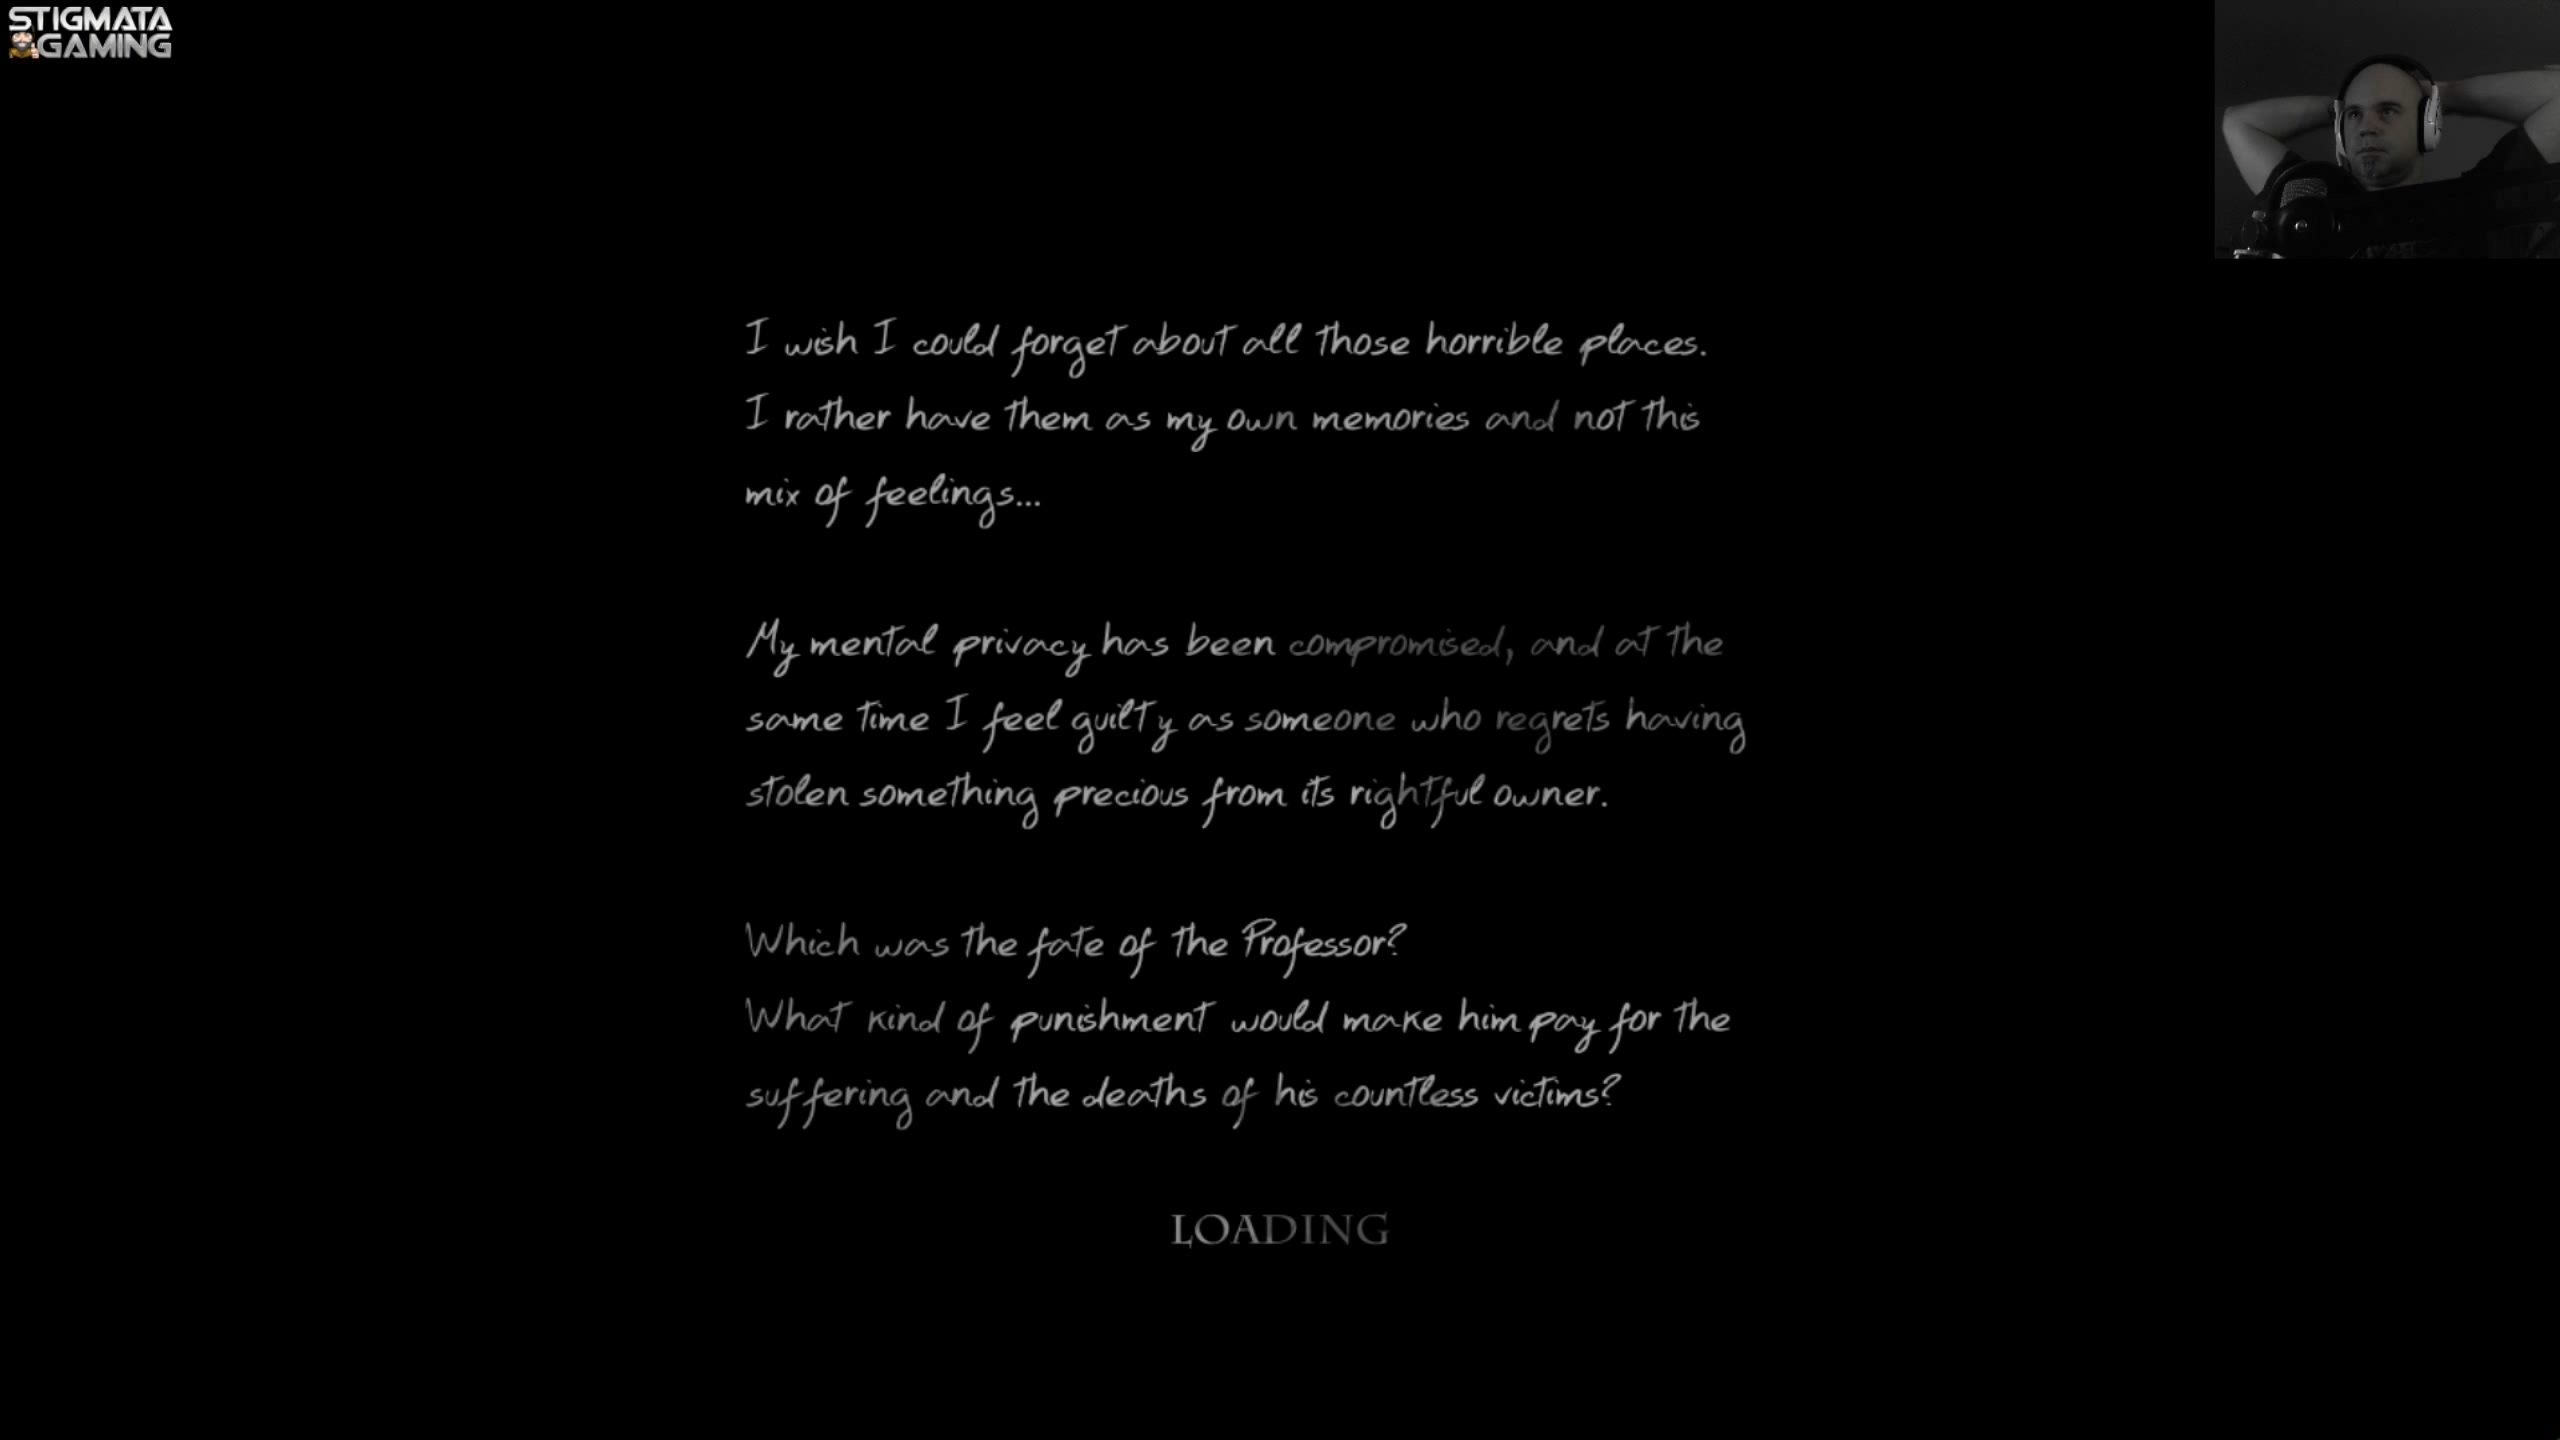 STIGMATA
GAMING
I wish I could forget about all those horrible places.
I rather have them as my own memories and not this
mix of feelings...
My mental privacy has been compromised, and at the
same time I feel guilty as someone who regrets having
stolen something precious from its rightful owner.
Which was the fate of the Professor?
What kind of punishment would make him pay for the
suffering and the deaths of his countless victims?
LOADING